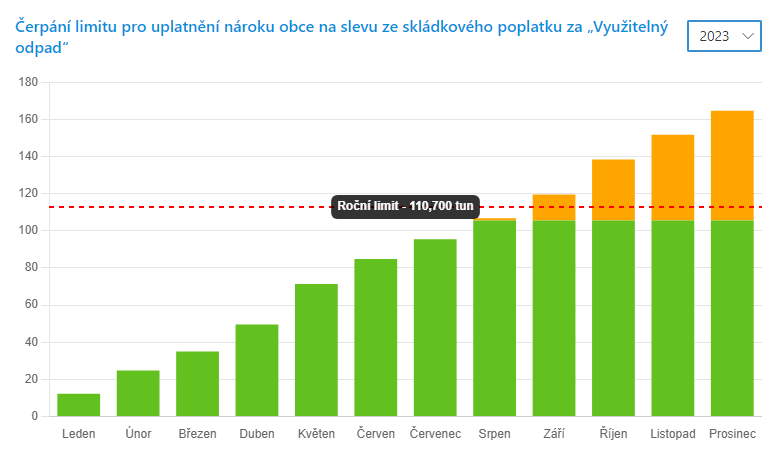 Čerpání limitu pro uplatnění nároku obce na slevu ze skládkového poplatku za „Využitelný
odpad“
2023
180
160
140
120
Roční limit - 110,700 tun
100
80
60
40
20
0
Leden Únor Březen Duben Květen Červen Červenec Srpen Září Říjen Listopad Prosinec